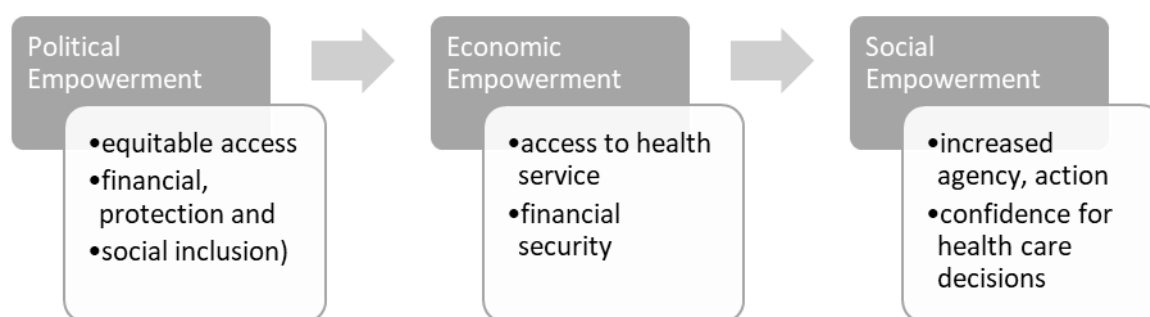 Political
Empowerment
•equitable access
•financial,
protection and
•social inclusion)
Economic
Empowerment
•access to health
service
•financial
security
Social
Empowerment
•increased
agency, action
•confidence for
health care
decisions